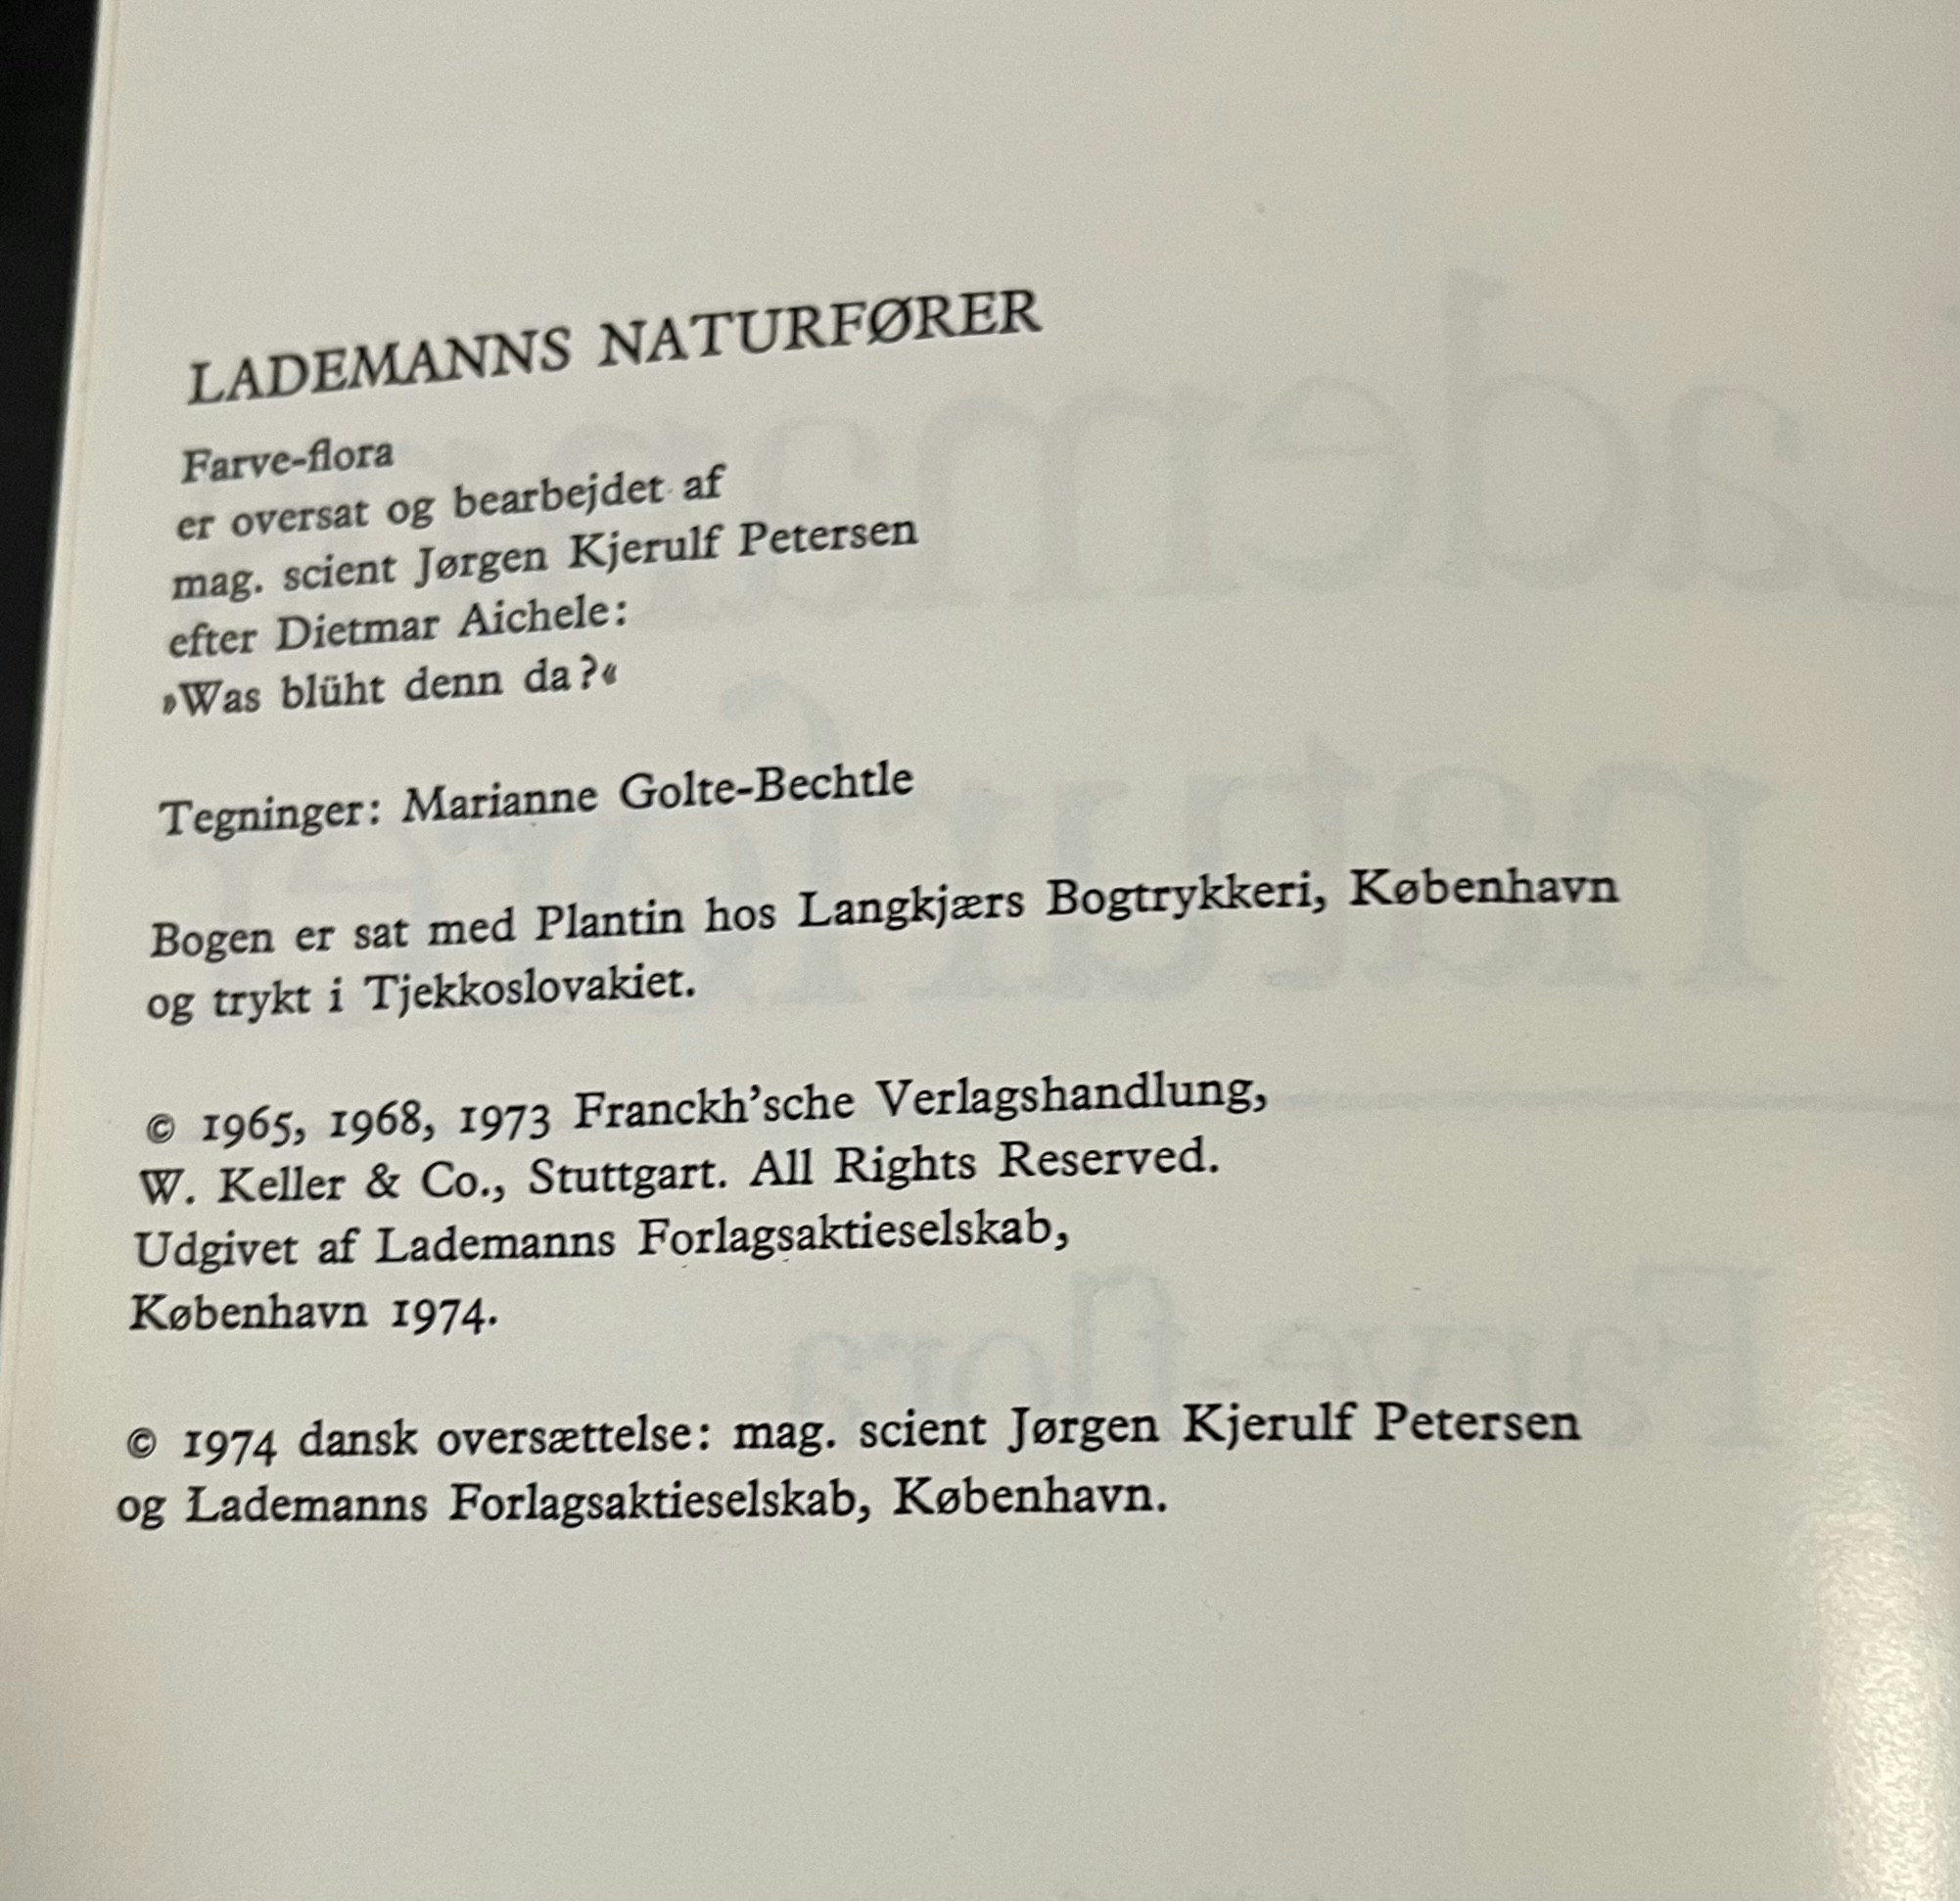 LADEMANNS NATURFØRER
Farve-flora
er oversat og bearbejdet af
mag. scient Jørgen Kjerulf Petersen
efter Dietmar Aichele:
»Was blüht denn da?«
Tegninger: Marianne Golte-Bechtle
Bogen er sat med Plantin hos Langkjærs Bogtrykkeri, København
og trykt i Tjekkoslovakiet.
© 1965, 1968, 1973 Franckh’sche Verlagshandlung,
W. Keller & Co., Stuttgart. All Rights Reserved.
Udgivet af Lademanns Forlagsaktieselskab,
København 1974.
© 1974 dansk oversættelse: mag. scient Jørgen Kjerulf Petersen
og Lademanns Forlagsaktieselskab, København.